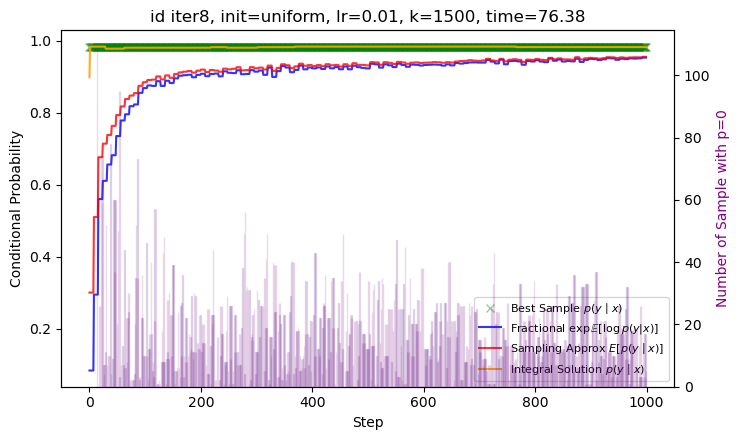 id iter8, init=uniform, lr=0.01, k=1500, time=76.38
Conditional Probability
1.0
0.8
0.6
0.4
0.2
100
80
60
40
20
0
Number of Sample with p=0
Best Sample p(y | x)
Fractional exp𝔼[log p(y|x)]
Sampling Approx E[p(y | x)]
Integral Solution p(y | x)
0
200
400
600
800
1000
Step